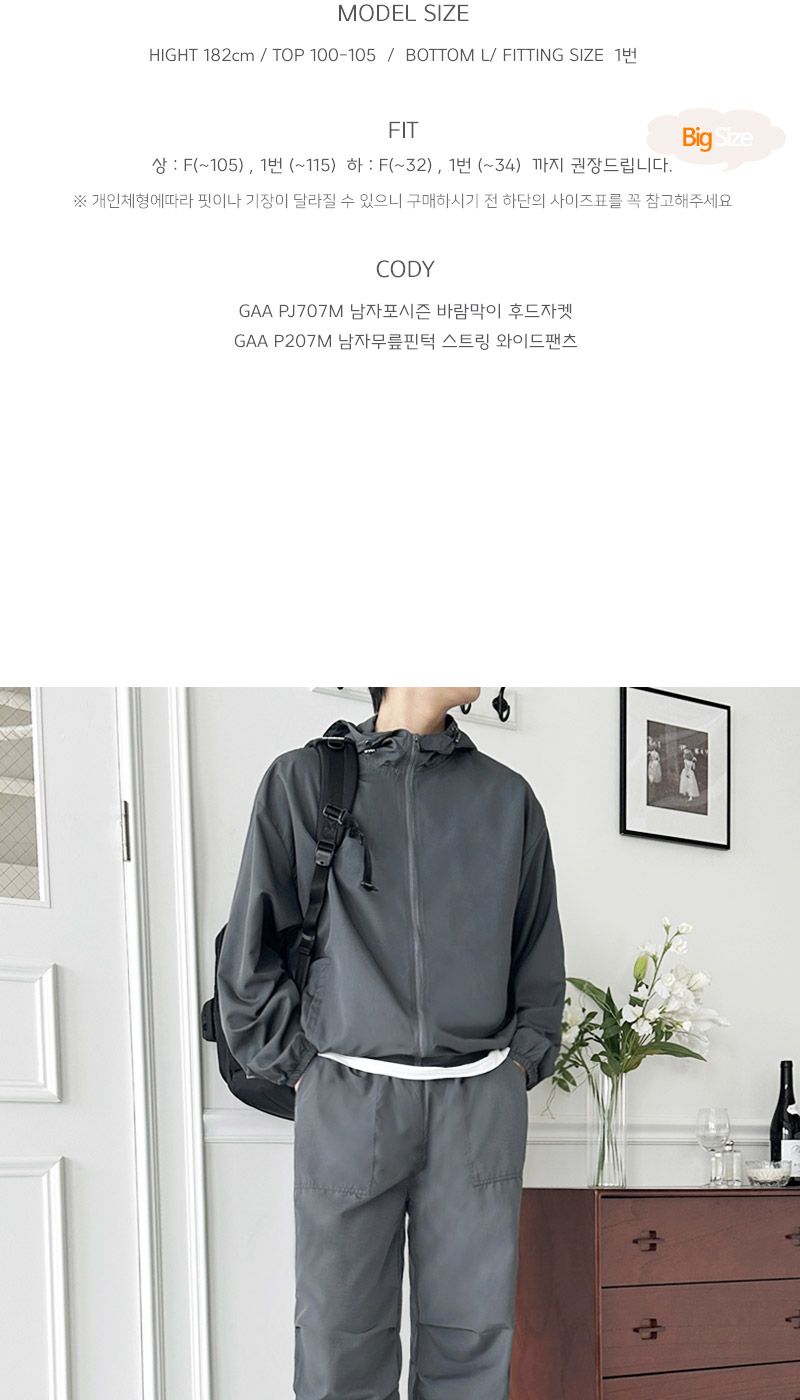 MODEL SIZE
HIGHT 182cm / TOP 100-105 / BOTTOM L/ FITTING SIZE 1번
FIT
Big Size
상 : F(~105) , 1번 (~115) 하 : F(~32) , 1번 (~34) 까지 권장드립니다.
※ 개인체형에따라 핏이나 기장이 달라질 수 있으니 구매하시기 전 하단의 사이즈표를 꼭 참고해주세요
CODY
GAA PJ707M 남자포시즌 바람막이 후드자켓
GAA P207M 남자무릎핀턱 스트링 와이드팬츠